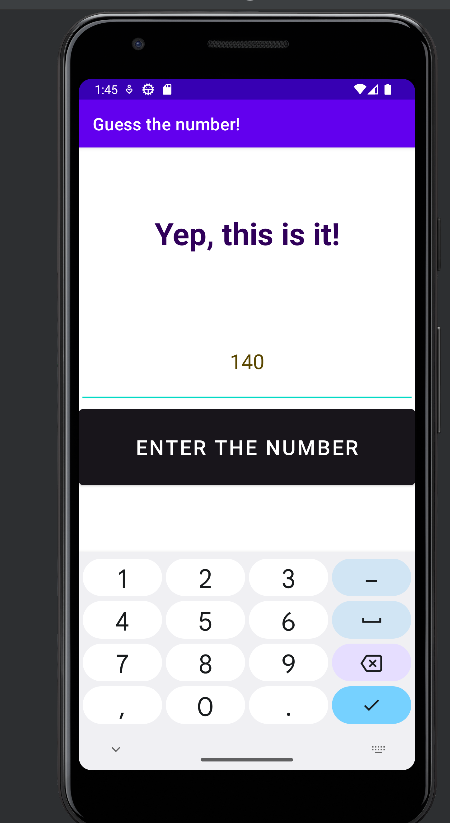 1:45
Guess the number!
Yep, this is it!
140
ENTER THE NUMBER
1 2 3 -
4 5 6
7 8 9
, 0 .